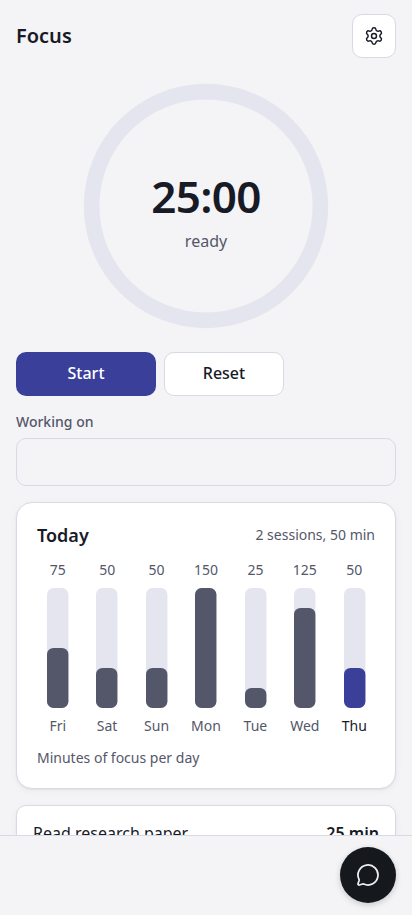 Focus
25:00
ready
Start Reset
Working on
Today 2 sessions, 50 min
75 50 50 150 25 125 50
Fri Sat Sun Mon Tue Wed Thu
Minutes of focus per day
Read research paper 25 min